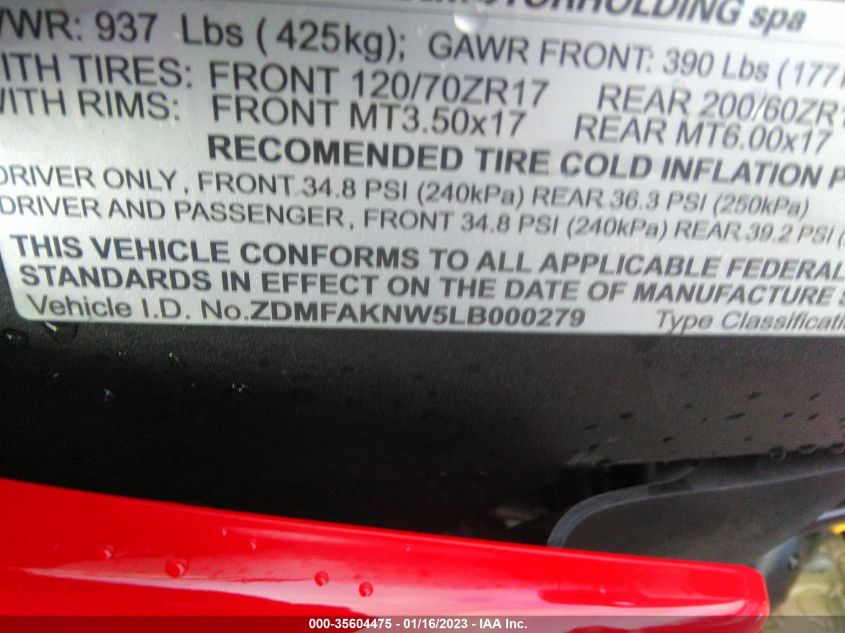 HOLDING spa
WR: 937 Lbs (425kg); GAWR FRONT: 390 Lbs (177
TIRES: FRONT 120/70ZR17 REAR 200/60ZR
RIMS: FRONT MT3.50x17 REAR MT6.00x17
RECOMENDED TIRE COLD INFLATION P
DRIVER ONLY, FRONT 34.8 PSI (240kPa) REAR 36.3 PSI (250kPa)
DRIVER AND PASSENGER, FRONT 34.8 PSI (240kPa) REAR 39.2 PSI (
THIS VEHICLE CONFORMS TO ALL APPLICABLE FEDERAL
STANDARDS IN EFFECT ON THE DATE OF MANUFACTURE S
Vehicle I.D. No.ZDMFAKNW5LB000279 Type Classificati
000-35604475 - 01/16/2023 - IAA Inc.